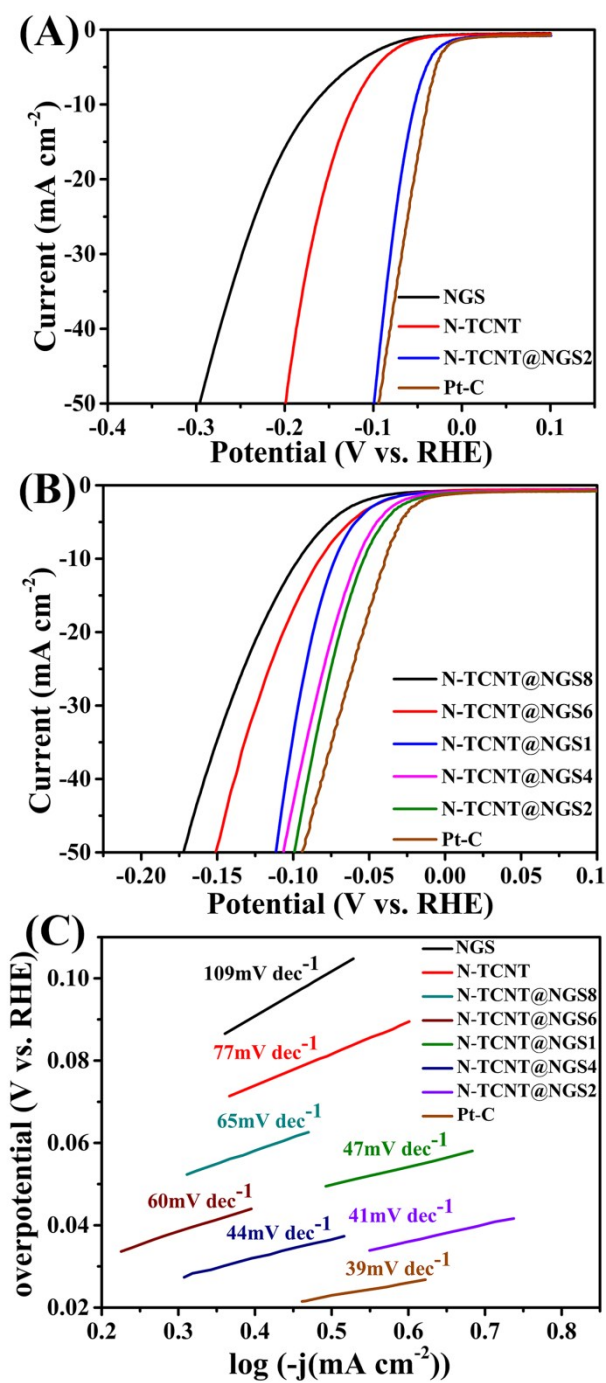 (A)
0
-10
-20
-30
-40
-50
Current (mA cm-2)
NGS
N-TCNT
N-TCNT@NGS2
Pt-C
-0.4 -0.3 -0.2 -0.1 0.0 0.1
Potential (V vs. RHE)
(B)
0
-10
-20
-30
-40
-50
Current (mA cm-2)
N-TCNT@NGS8
N-TCNT@NGS6
N-TCNT@NGS1
N-TCNT@NGS4
N-TCNT@NGS2
Pt-C
-0.20 -0.15 -0.10 -0.05 0.00 0.05 0.10
Potential (V vs. RHE)
(C)
0.10
0.08
0.06
0.04
0.02
overpotential (V vs. RHE)
NGS
N-TCNT
N-TCNT@NGS8
N-TCNT@NGS6
N-TCNT@NGS1
N-TCNT@NGS4
N-TCNT@NGS2
Pt-C
109mV dec-1
77mV dec-1
65mV dec-1
47mV dec-1
60mV dec-1
44mV dec-1
41mV dec-1
39mV dec-1
0.2 0.3 0.4 0.5 0.6 0.7 0.8
log (-j(mA cm-2))